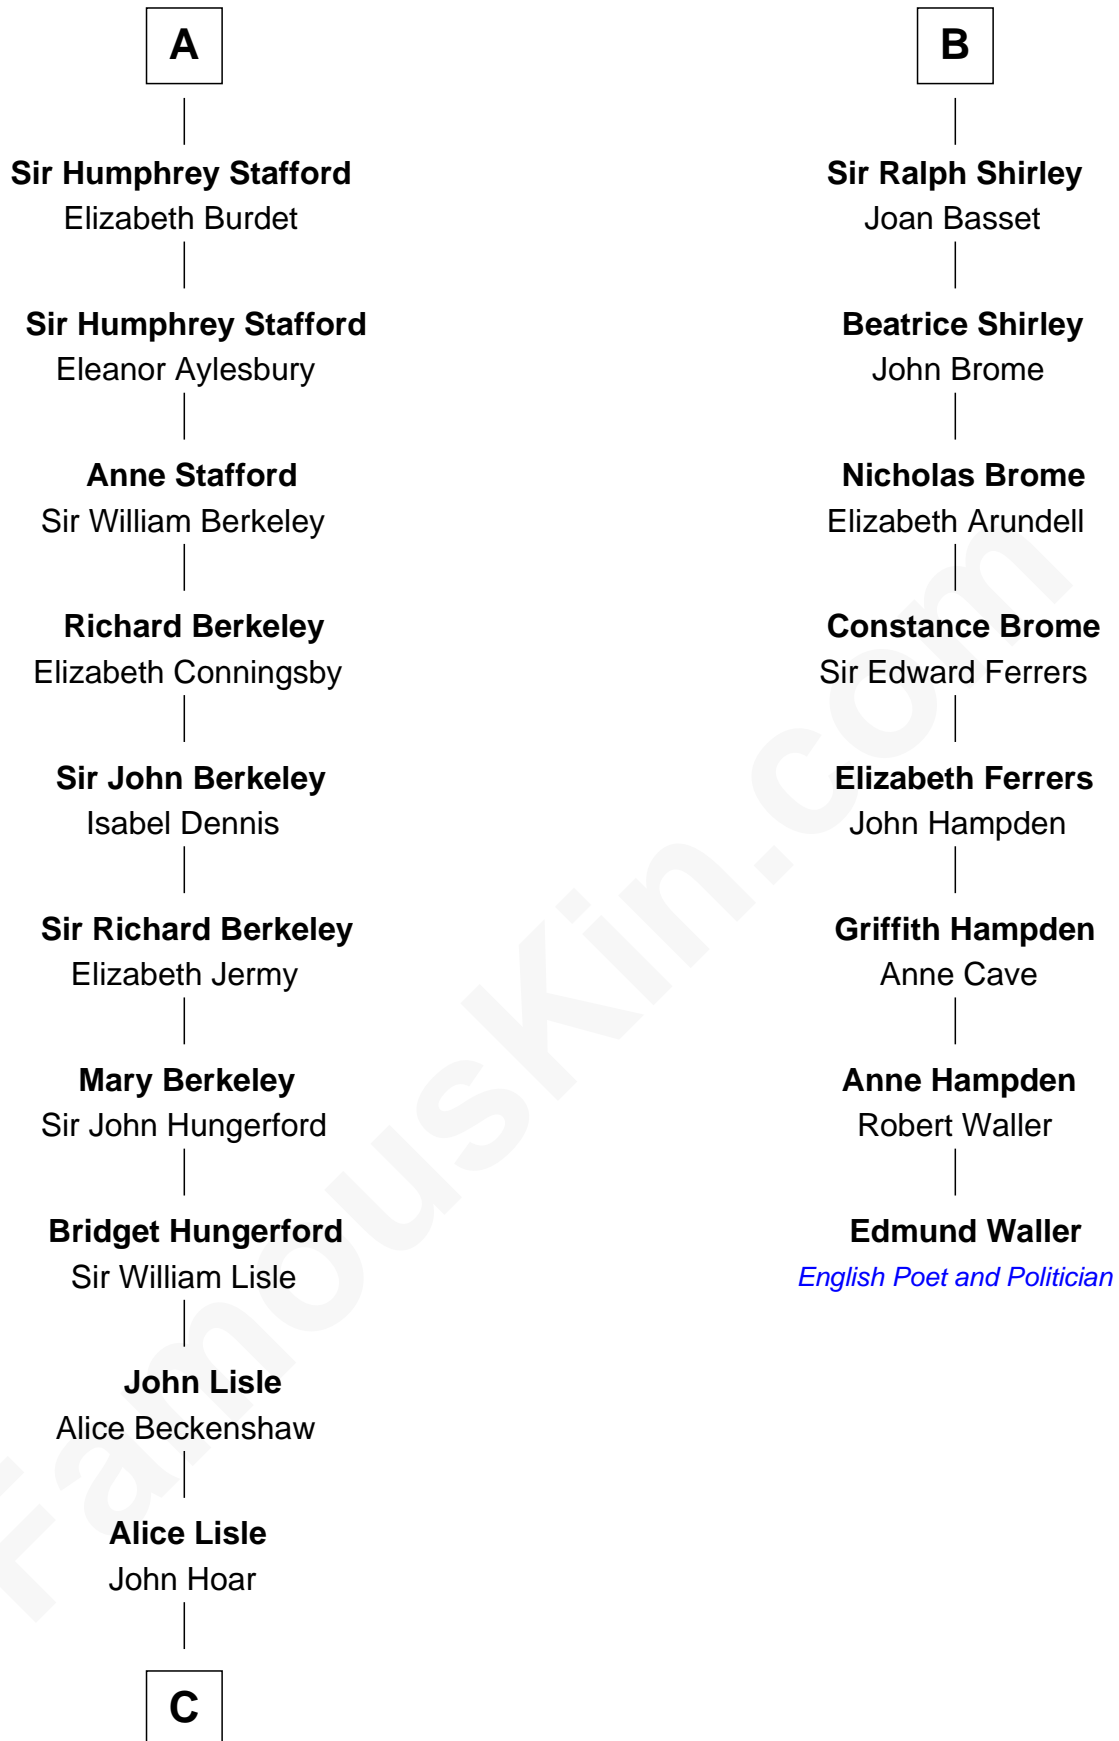 A
Sir Humphrey Stafford
Elizabeth Burdet
Sir Humphrey Stafford
Eleanor Aylesbury
Anne Stafford
Sir William Berkeley
Richard Berkeley
Elizabeth Conningsby
Sir John Berkeley
Isabel Dennis
Sir Richard Berkeley
Elizabeth Jermy
Mary Berkeley
Sir John Hungerford
Bridget Hungerford
Sir William Lisle
John Lisle
Alice Beckenshaw
Alice Lisle
John Hoar
C
B
Sir Ralph Shirley
Joan Basset
Beatrice Shirley
John Brome
Nicholas Brome
Elizabeth Arundell
Constance Brome
Sir Edward Ferrers
Elizabeth Ferrers
John Hampden
Griffith Hampden
Anne Cave
Anne Hampden
Robert Waller
Edmund Waller
English Poet and Politician
FamousKin.com